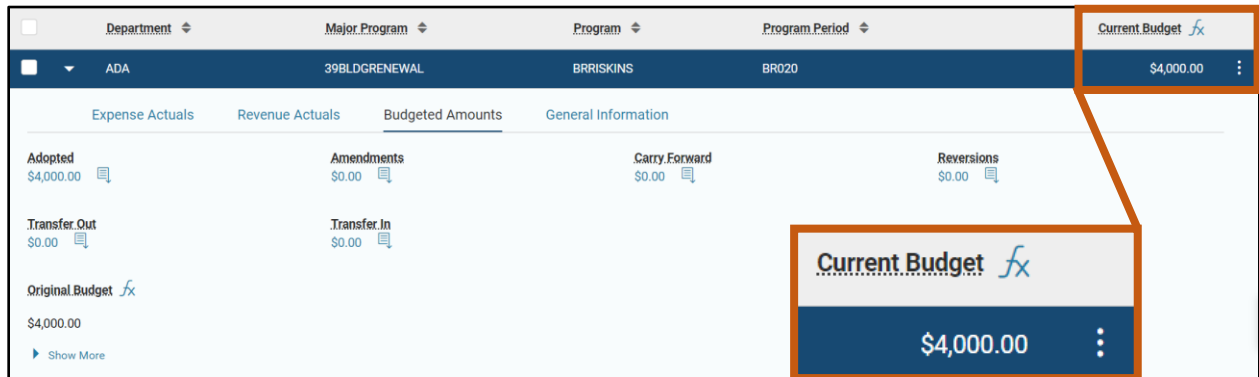 Department Major Program Program Program Period Current Budget fx
ADA 39BLDGRENEWAL BRRISKINS BR020 $4,000.00
Expense Actuals Revenue Actuals Budgeted Amounts General Information
Adopted Amendments Carry Forward Reversions
$4,000.00 $0.00 $0.00 $0.00
Transfer Out Transfer In
$0.00 $0.00
Original Budget fx
$4,000.00
Show More
Current Budget fx
$4,000.00